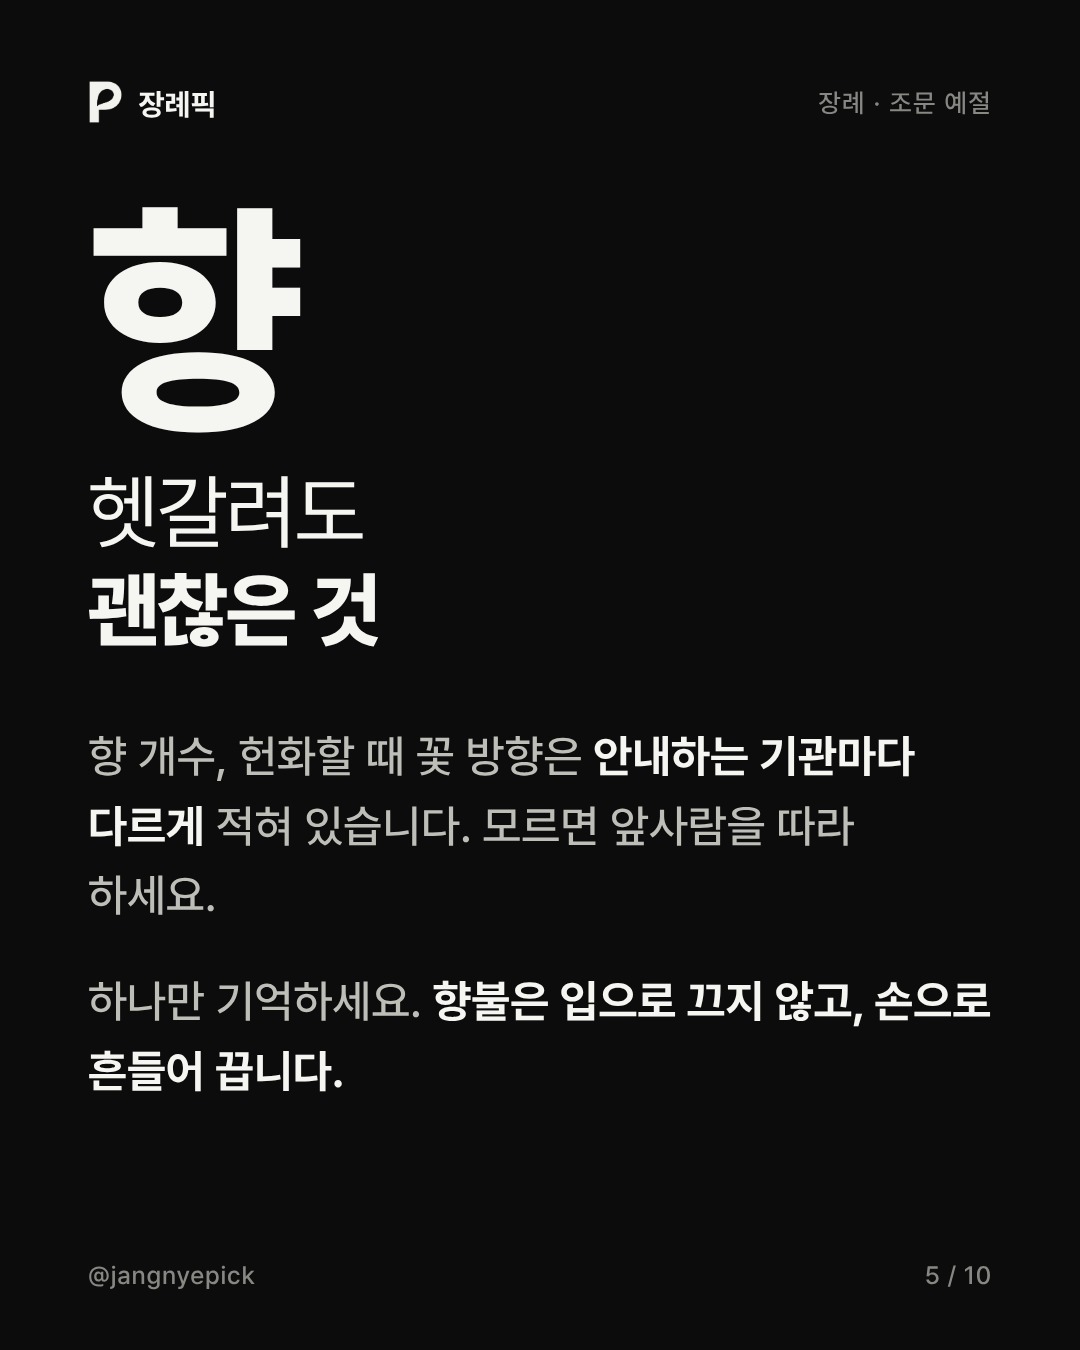 P 장례픽
장례 · 조문 예절
향
헷갈려도
괜찮은 것
향 개수, 헌화할 때 꽃 방향은 안내하는 기관마다
다르게 적혀 있습니다. 모르면 앞사람을 따라
하세요.
하나만 기억하세요. 향불은 입으로 끄지 않고, 손으로
흔들어 끕니다.
@jangnyepick
5 / 10